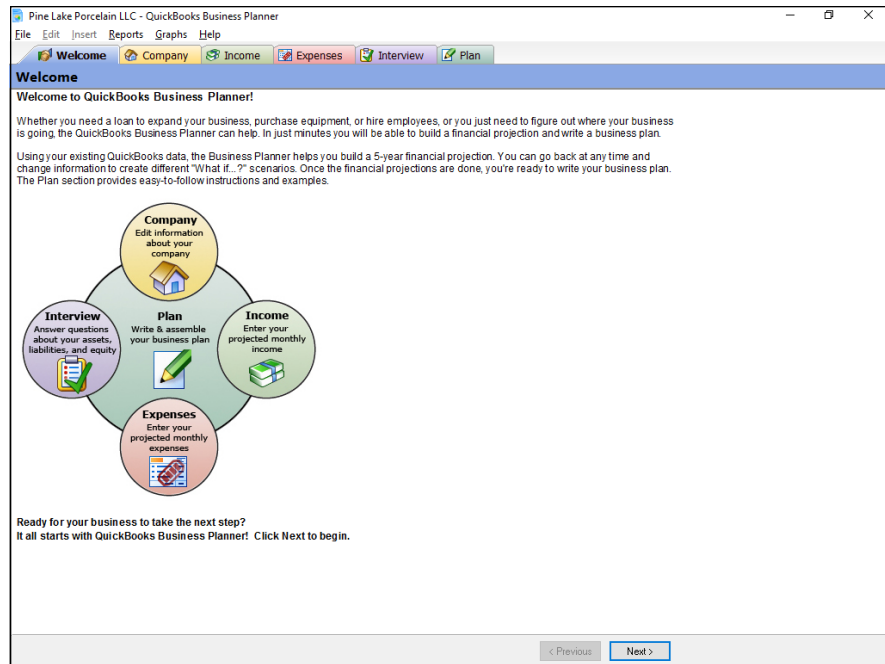 Pine Lake Porcelain LLC - QuickBooks Business Planner
File Edit Insert Reports Graphs Help
Welcome Company Income Expenses Interview Plan
Welcome
Welcome to QuickBooks Business Planner!
Whether you need a loan to expand your business, purchase equipment, or hire employees, or you just need to figure out where your business
is going, the QuickBooks Business Planner can help. In just minutes you will be able to build a financial projection and write a business plan.
Using your existing QuickBooks data, the Business Planner helps you build a 5-year financial projection. You can go back at any time and
change information to create different "What if...?" scenarios. Once the financial projections are done, you're ready to write your business plan.
The Plan section provides easy-to-follow instructions and examples.
Company
Edit information
about your
company
Interview
Answer questions
about your assets,
liabilities, and equity
Plan
Write & assemble
your business plan
Income
Enter your
projected monthly
income
Expenses
Enter your
projected monthly
expenses
Ready for your business to take the next step?
It all starts with QuickBooks Business Planner! Click Next to begin.
< Previous Next >